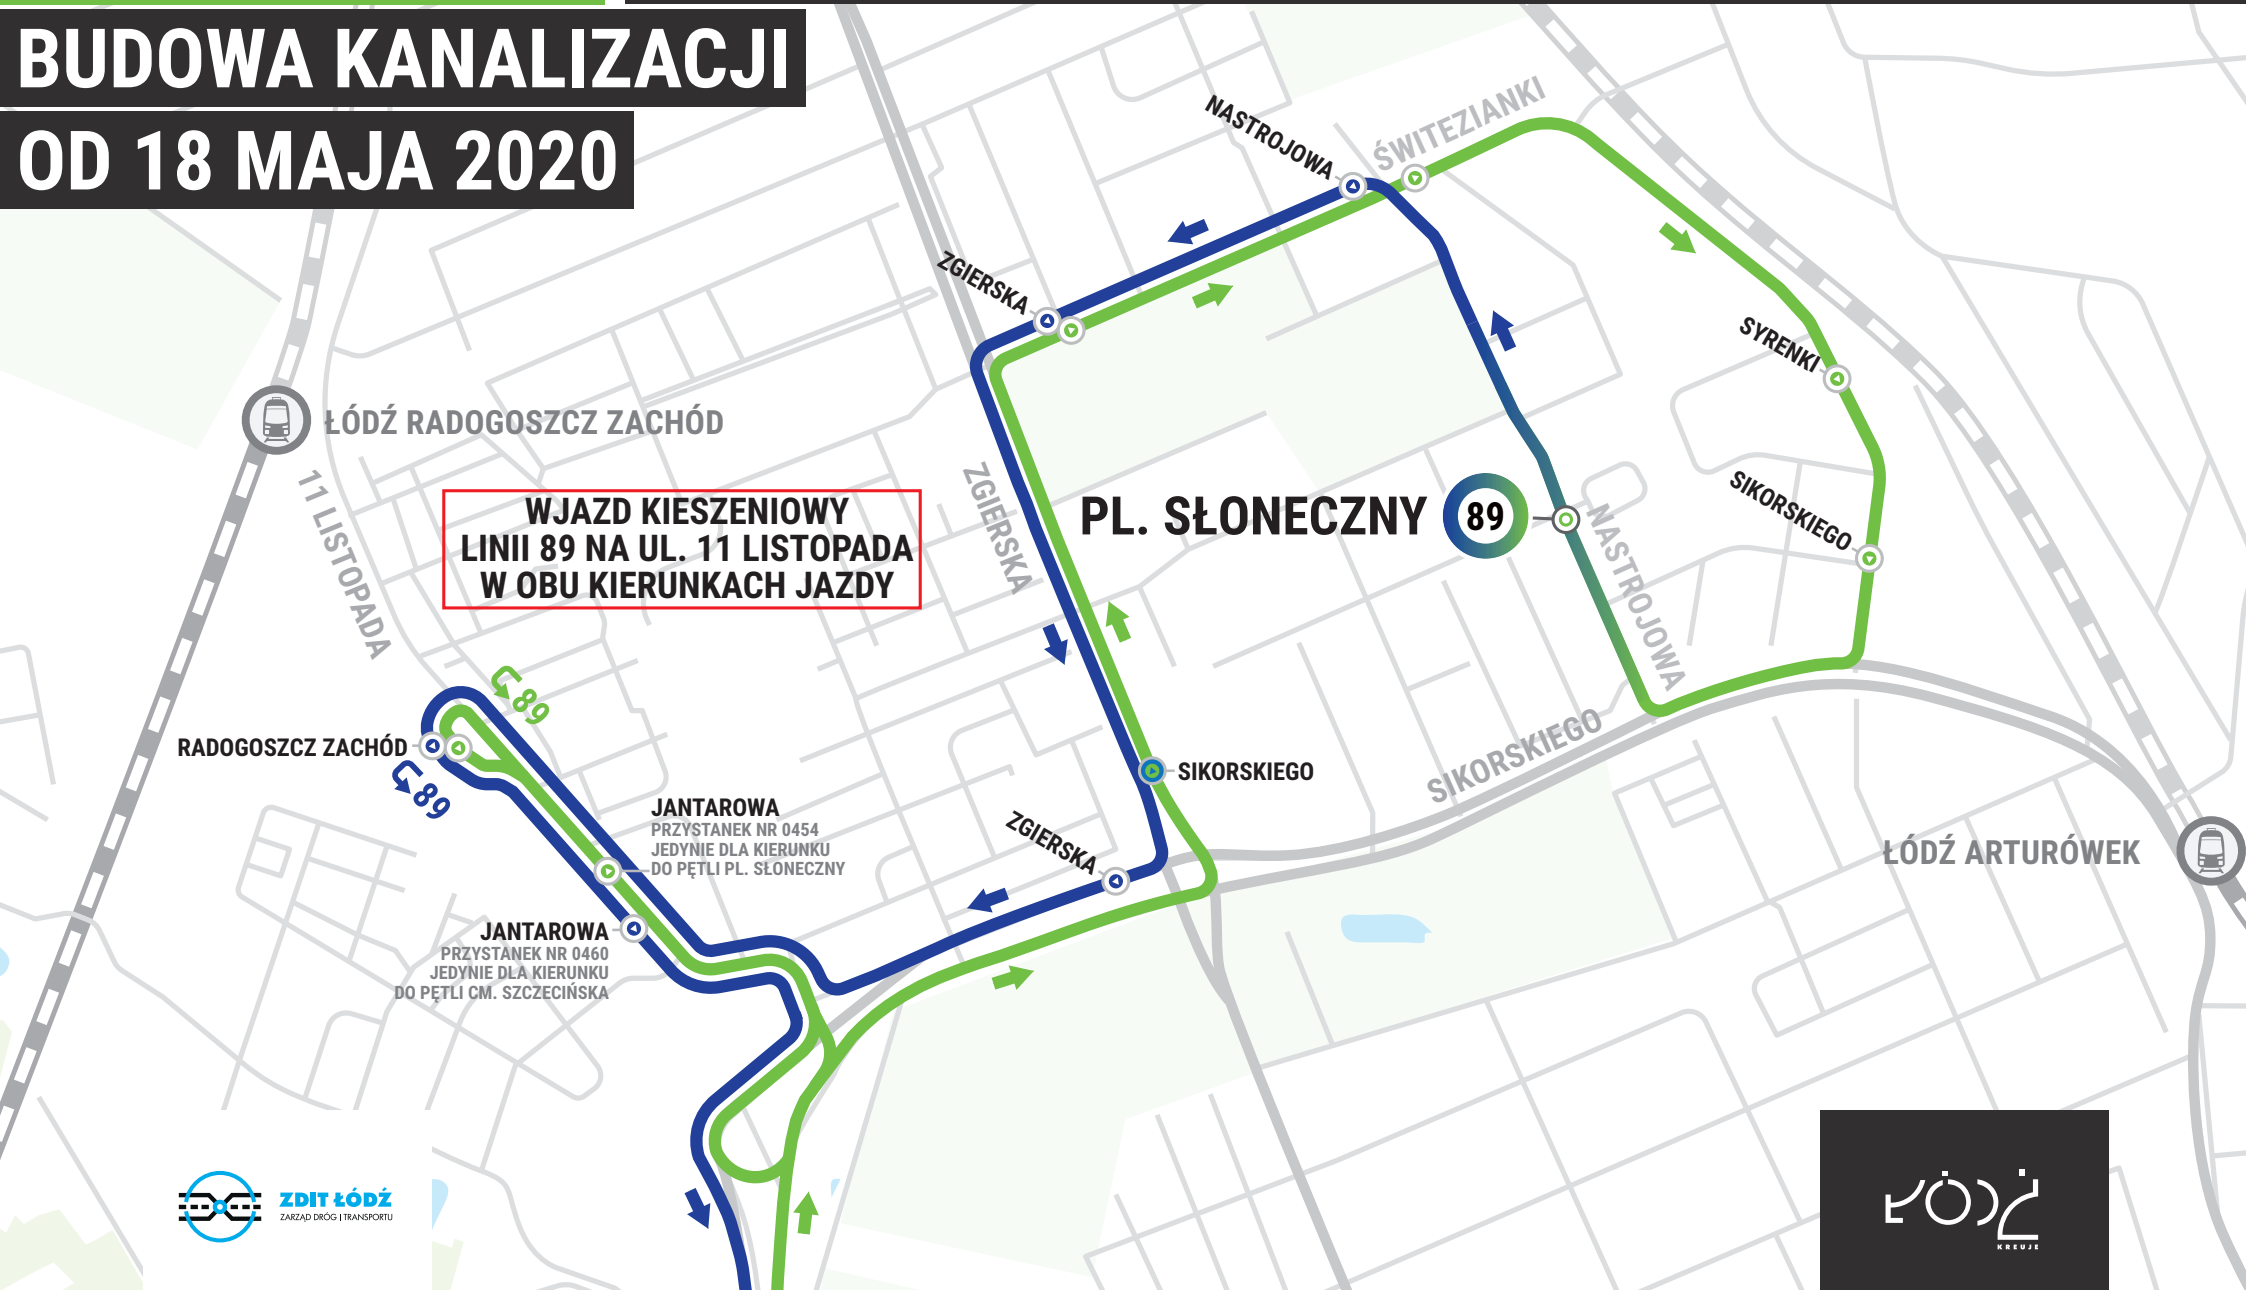 BUDOWA KANALIZACJI
OD 18 MAJA 2020
NASTROJOWA
ŚWITEZIANKI
ZGIERSKA
SYRENKI
ŁÓDŹ RADOGOSZCZ ZACHÓD
11 LISTOPADA
WJAZD KIESZENIOWY
LINII 89 NA UL. 11 LISTOPADA
W OBU KIERUNKACH JAZDY
ZGIERSKA
PL. SŁONECZNY
89
NASTROJOWA
SIKORSKIEGO
89
RADOGOSZCZ ZACHÓD
89
SIKORSKIEGO
SIKORSKIEGO
JANTAROWA
PRZYSTANEK NR 0454
JEDYNIE DLA KIERUNKU
DO PĘTLI PL. SŁONECZNY
ZGIERSKA
ŁÓDŹ ARTURÓWEK
JANTAROWA
PRZYSTANEK NR 0460
JEDYNIE DLA KIERUNKU
DO PĘTLI CM. SZCZECIŃSKA
ZDIT ŁÓDŹ
ZARZĄD DRÓG I TRANSPORTU
ŁÓDŹ
KREUJE